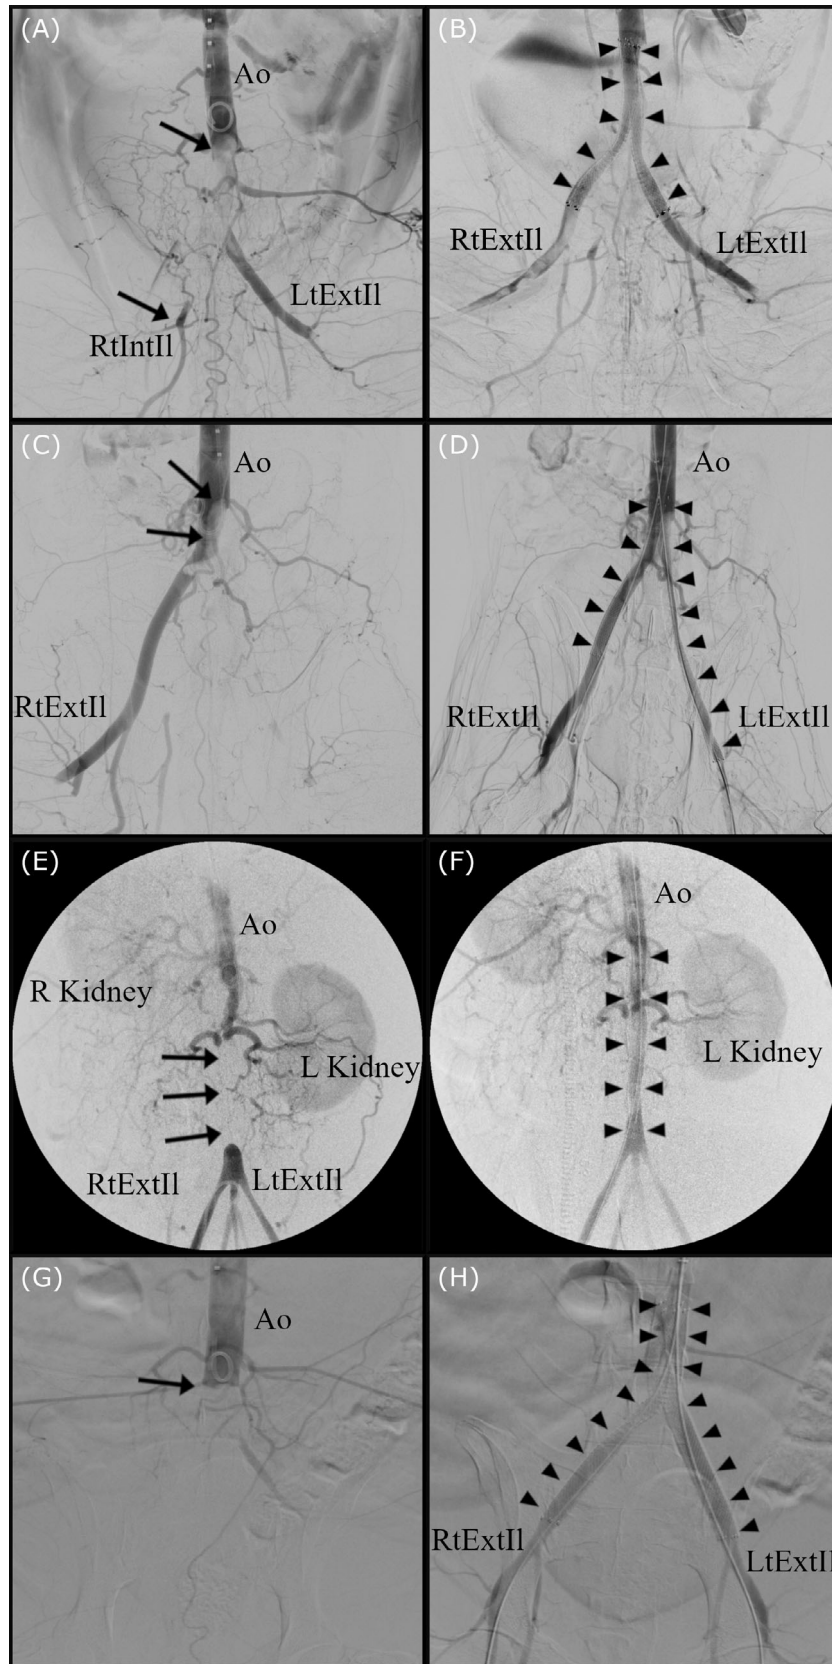 (A)
Ao
RtIntIl
LtExtIl
(B)
RtExtIl
LtExtIl
(C)
Ao
RtExtIl
(D)
Ao
RtExtIl
LtExtIl
(E)
Ao
R Kidney
L Kidney
RtExtIl
LtExtIl
(F)
Ao
L Kidney
(G)
Ao
(H)
RtExtIl
LtExtIl